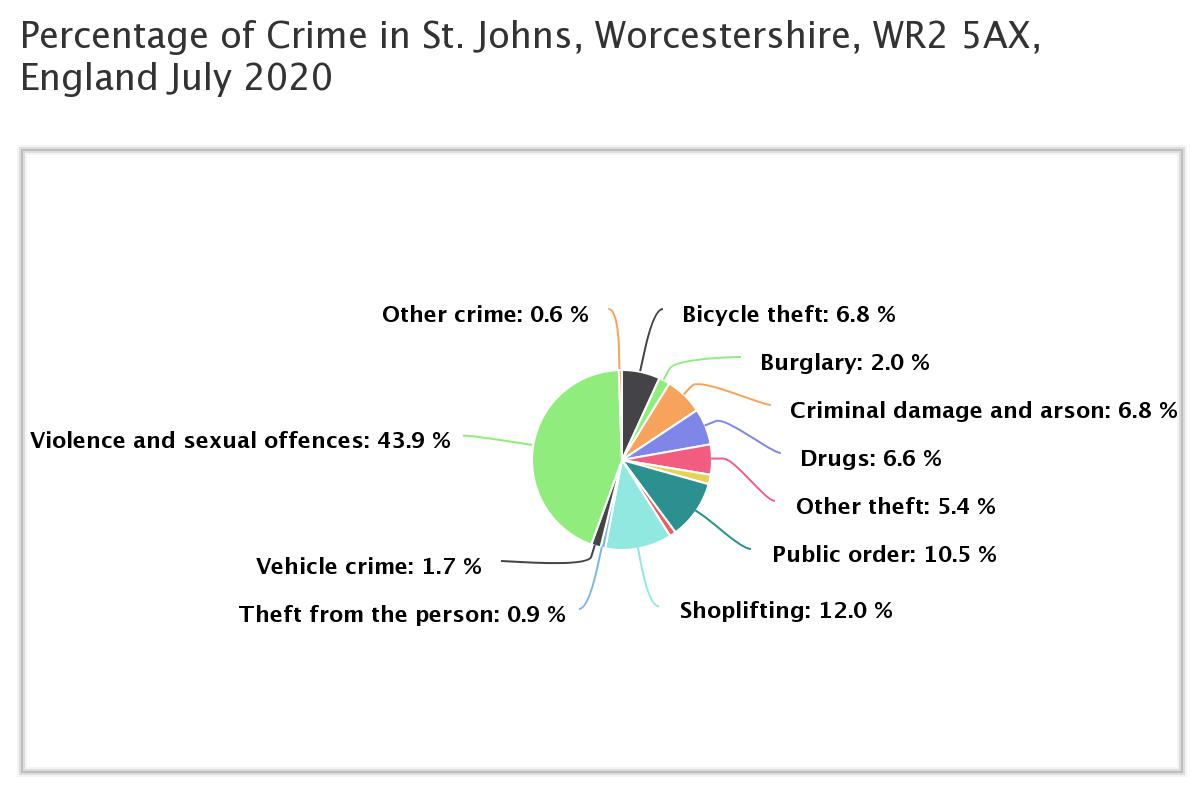 Percentage of Crime in St. Johns, Worcestershire, WR2 5AX,
England July 2020
Other crime: 0.6 %
Bicycle theft: 6.8 %
Burglary: 2.0 %
Criminal damage and arson: 6.8 %
Violence and sexual offences: 43.9 %
Drugs: 6.6 %
Other theft: 5.4 %
Public order: 10.5 %
Vehicle crime: 1.7 %
Theft from the person: 0.9 %
Shoplifting: 12.0 %